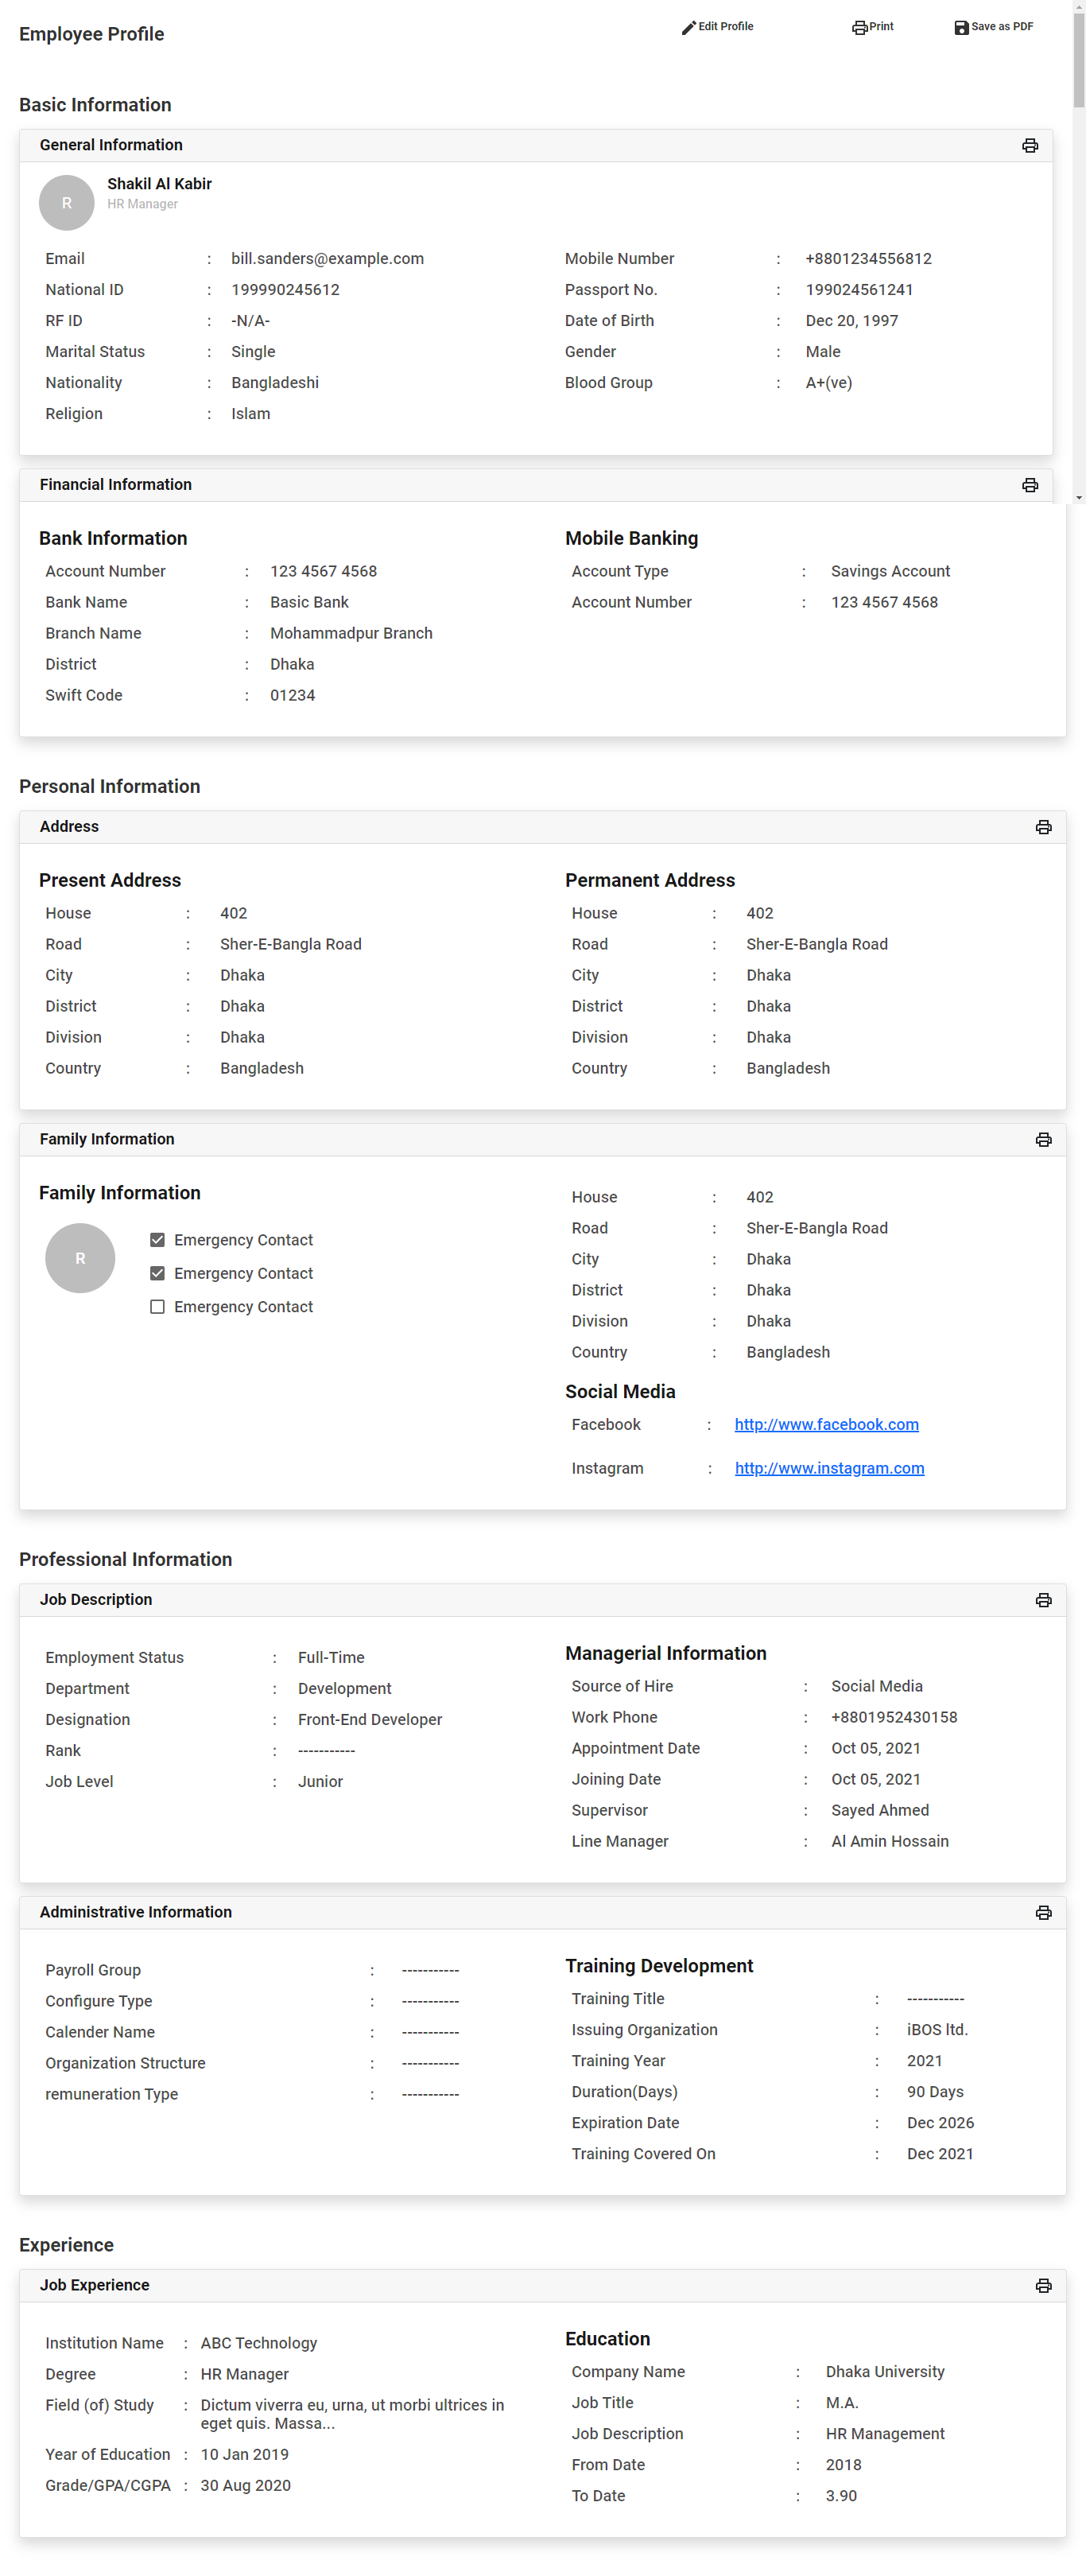 Employee Profile
Edit Profile
Print
Save as PDF
Basic Information
General Information
R
Shakil Al Kabir
HR Manager
Email : bill.sanders@example.com
National ID : 199990245612
RF ID : -N/A-
Marital Status : Single
Nationality : Bangladeshi
Religion : Islam
Mobile Number : +8801234556812
Passport No. : 199024561241
Date of Birth : Dec 20, 1997
Gender : Male
Blood Group : A+(ve)
Financial Information
Bank Information
Account Number : 123 4567 4568
Bank Name : Basic Bank
Branch Name : Mohammadpur Branch
District : Dhaka
Swift Code : 01234
Mobile Banking
Account Type : Savings Account
Account Number : 123 4567 4568
Personal Information
Address
Present Address
House : 402
Road : Sher-E-Bangla Road
City : Dhaka
District : Dhaka
Division : Dhaka
Country : Bangladesh
Permanent Address
House : 402
Road : Sher-E-Bangla Road
City : Dhaka
District : Dhaka
Division : Dhaka
Country : Bangladesh
Family Information
Family Information
R
Emergency Contact
Emergency Contact
Emergency Contact
House : 402
Road : Sher-E-Bangla Road
City : Dhaka
District : Dhaka
Division : Dhaka
Country : Bangladesh
Social Media
Facebook : http://www.facebook.com
Instagram : http://www.instagram.com
Professional Information
Job Description
Employment Status : Full-Time
Department : Development
Designation : Front-End Developer
Rank : -----------
Job Level : Junior
Managerial Information
Source of Hire : Social Media
Work Phone : +8801952430158
Appointment Date : Oct 05, 2021
Joining Date : Oct 05, 2021
Supervisor : Sayed Ahmed
Line Manager : Al Amin Hossain
Administrative Information
Payroll Group : -----------
Configure Type : -----------
Calender Name : -----------
Organization Structure : -----------
remuneration Type : -----------
Training Development
Training Title : -----------
Issuing Organization : iBOS ltd.
Training Year : 2021
Duration(Days) : 90 Days
Expiration Date : Dec 2026
Training Covered On : Dec 2021
Experience
Job Experience
Institution Name : ABC Technology
Degree : HR Manager
Field (of) Study : Dictum viverra eu, urna, ut morbi ultrices in
eget quis. Massa...
Year of Education : 10 Jan 2019
Grade/GPA/CGPA : 30 Aug 2020
Education
Company Name : Dhaka University
Job Title : M.A.
Job Description : HR Management
From Date : 2018
To Date : 3.90